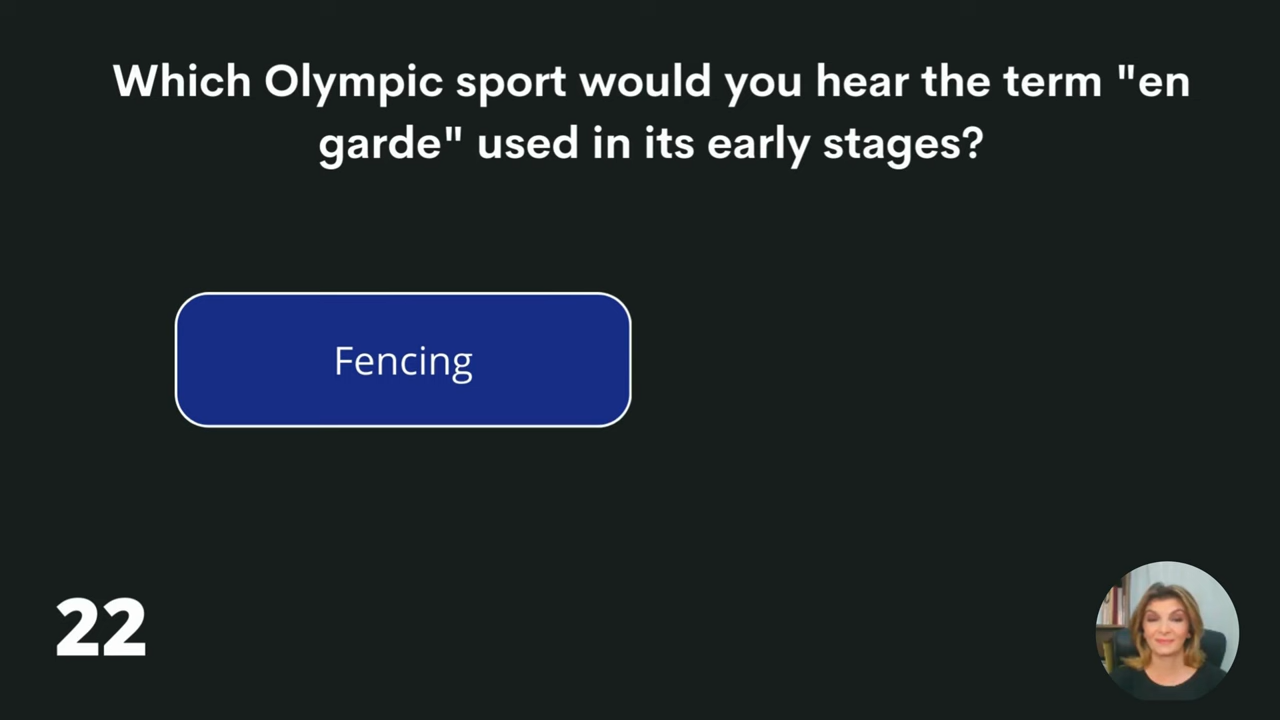 Which Olympic sport would you hear the term "en
garde" used in its early stages?
Fencing
22